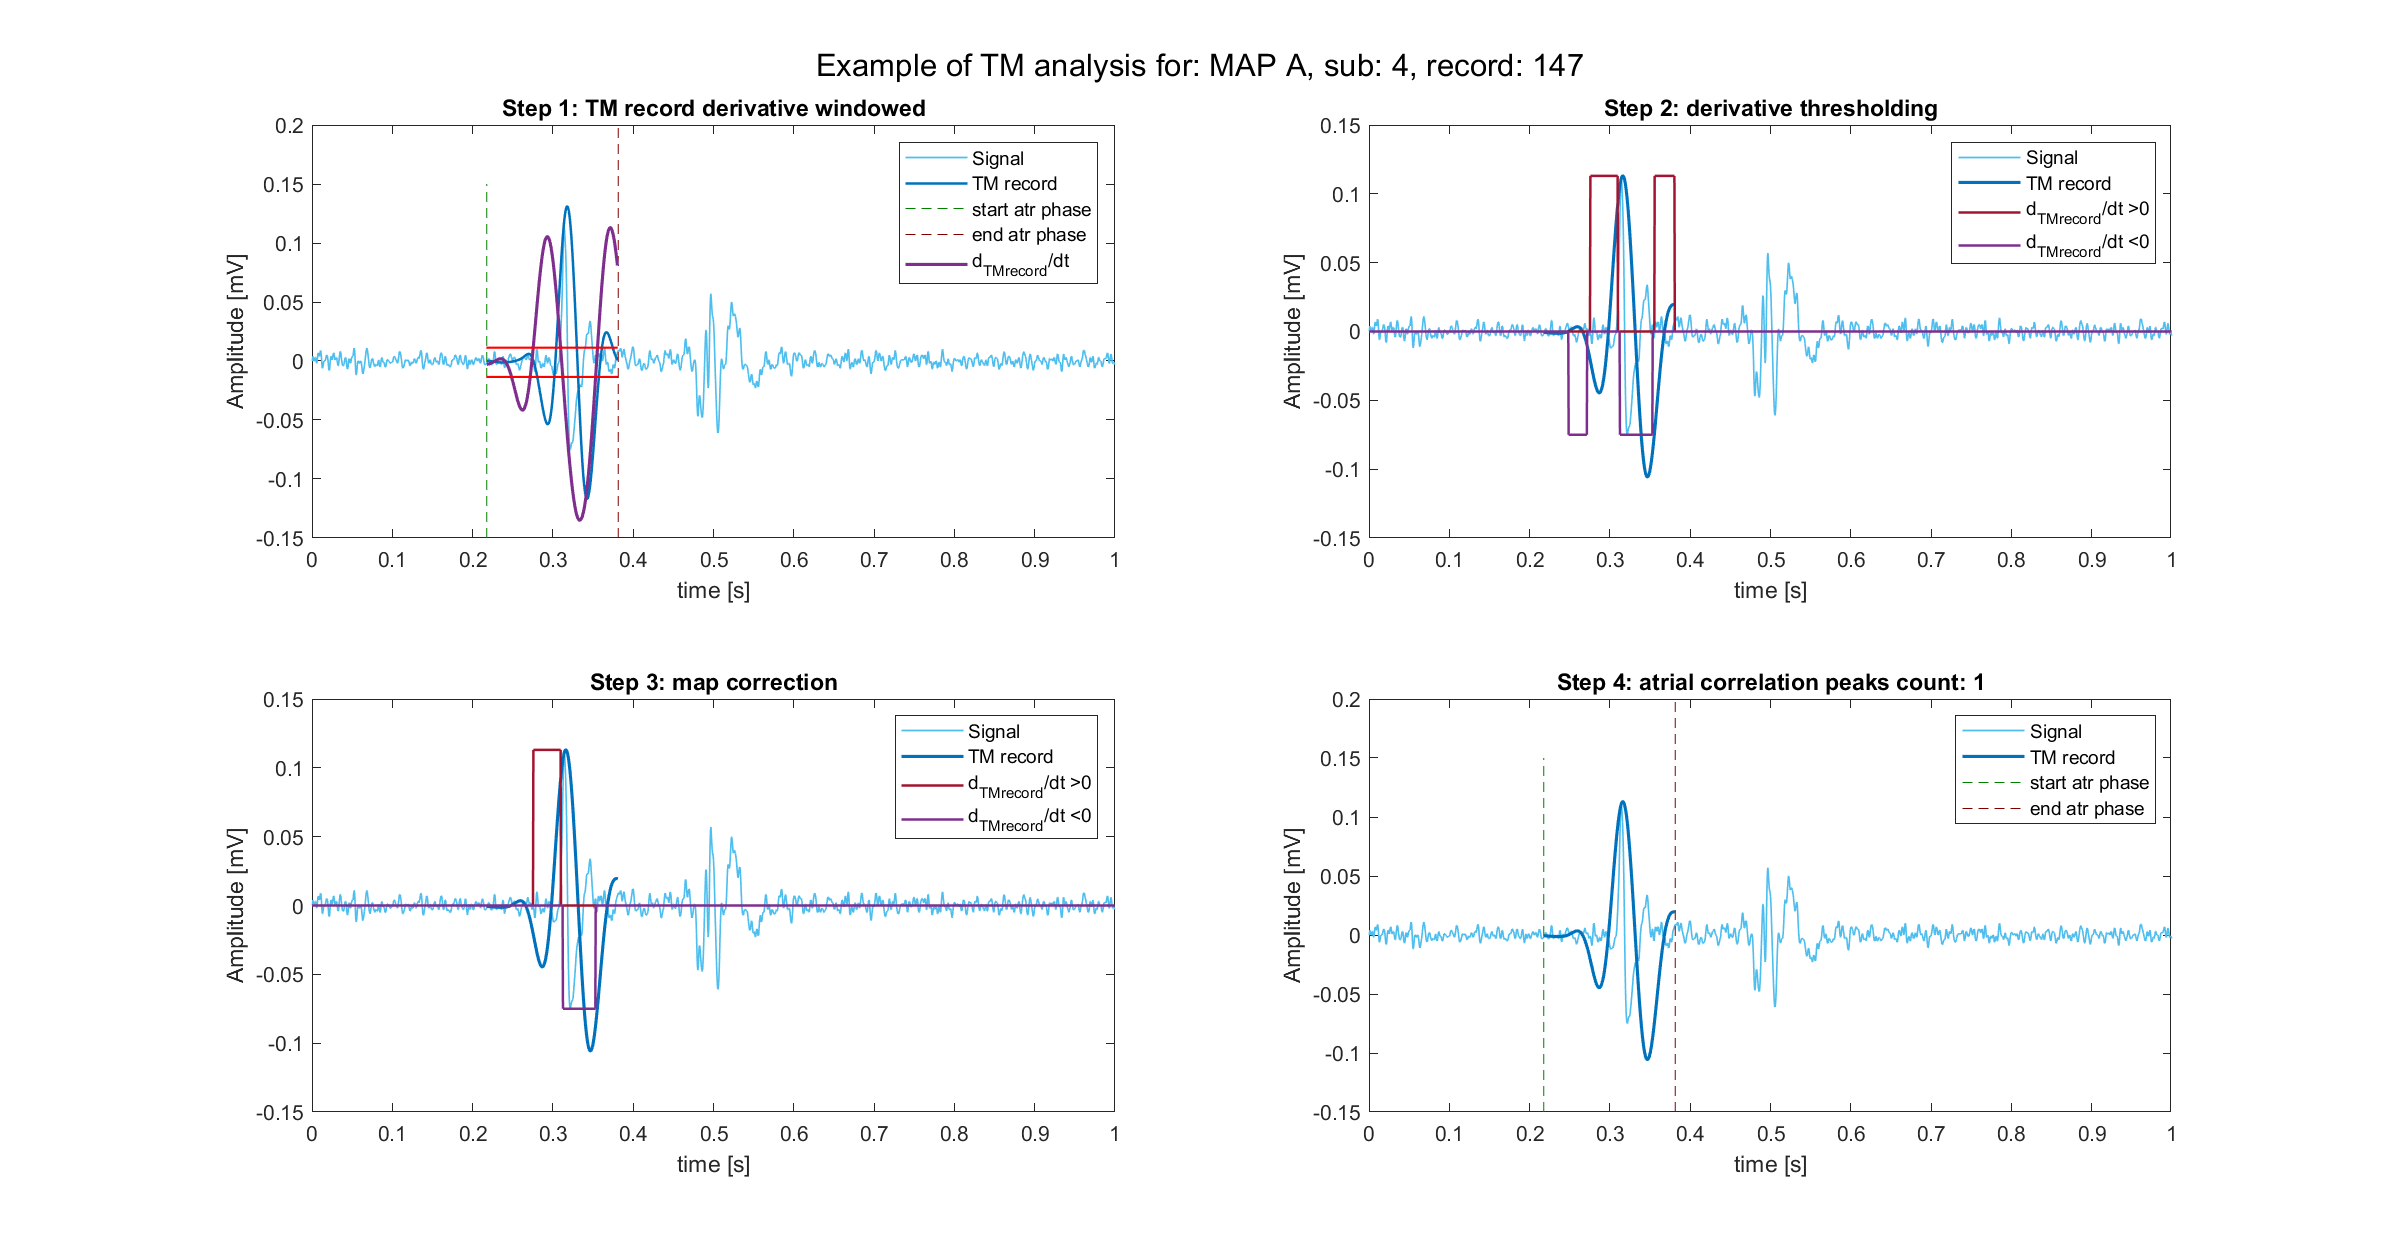 Example of TM analysis for: MAP A, sub: 4, record: 147
Step 1: TM record derivative windowed
0.2
0.15
0.1
0.05
0
-0.05
-0.1
-0.15
Amplitude [mV]
0 0.1 0.2 0.3 0.4 0.5 0.6 0.7 0.8 0.9 1
time [s]
Signal
TM record
start atr phase
end atr phase
dTMrecord/dt
Step 2: derivative thresholding
0.15
0.1
0.05
0
-0.05
-0.1
-0.15
Amplitude [mV]
0 0.1 0.2 0.3 0.4 0.5 0.6 0.7 0.8 0.9 1
time [s]
Signal
TM record
dTMrecord/dt >0
dTMrecord/dt <0
Step 3: map correction
0.15
0.1
0.05
0
-0.05
-0.1
-0.15
Amplitude [mV]
0 0.1 0.2 0.3 0.4 0.5 0.6 0.7 0.8 0.9 1
time [s]
Signal
TM record
dTMrecord/dt >0
dTMrecord/dt <0
Step 4: atrial correlation peaks count: 1
0.2
0.15
0.1
0.05
0
-0.05
-0.1
-0.15
Amplitude [mV]
0 0.1 0.2 0.3 0.4 0.5 0.6 0.7 0.8 0.9 1
time [s]
Signal
TM record
start atr phase
end atr phase